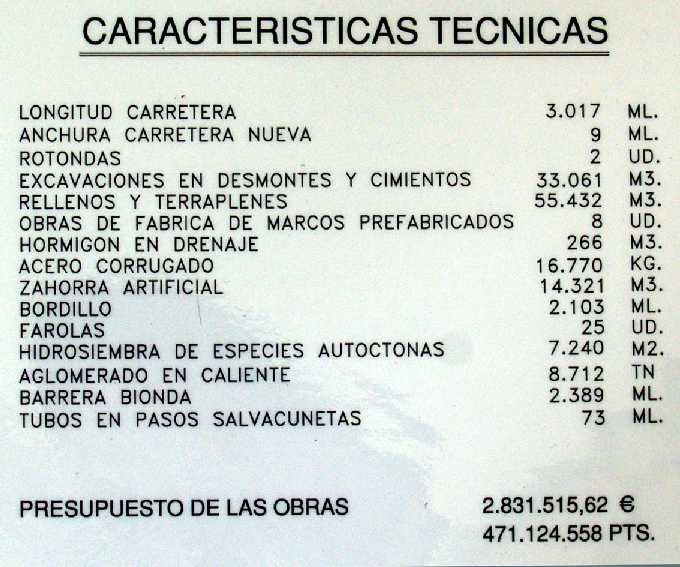 CARACTERISTICAS TECNICAS
LONGITUD CARRETERA 3.017 ML.
ANCHURA CARRETERA NUEVA 9 ML.
ROTONDAS 2 UD.
EXCAVACIONES EN DESMONTES Y CIMIENTOS 33.061 M3.
RELLENOS Y TERRAPLENES 55.432 M3.
OBRAS DE FABRICA DE MARCOS PREFABRICADOS 8 UD.
HORMIGON EN DRENAJE 266 M3.
ACERO CORRUGADO 16.770 KG.
ZAHORRA ARTIFICIAL 14.321 M3.
BORDILLO 2.103 ML.
FAROLAS 25 UD.
HIDROSIEMBRA DE ESPECIES AUTOCTONAS 7.240 M2.
AGLOMERADO EN CALIENTE 8.712 TN
BARRERA BIONDA 2.389 ML.
TUBOS EN PASOS SALVACUNETAS 73 ML.
PRESUPUESTO DE LAS OBRAS 2.831.515,62 €
471.124.558 PTS.